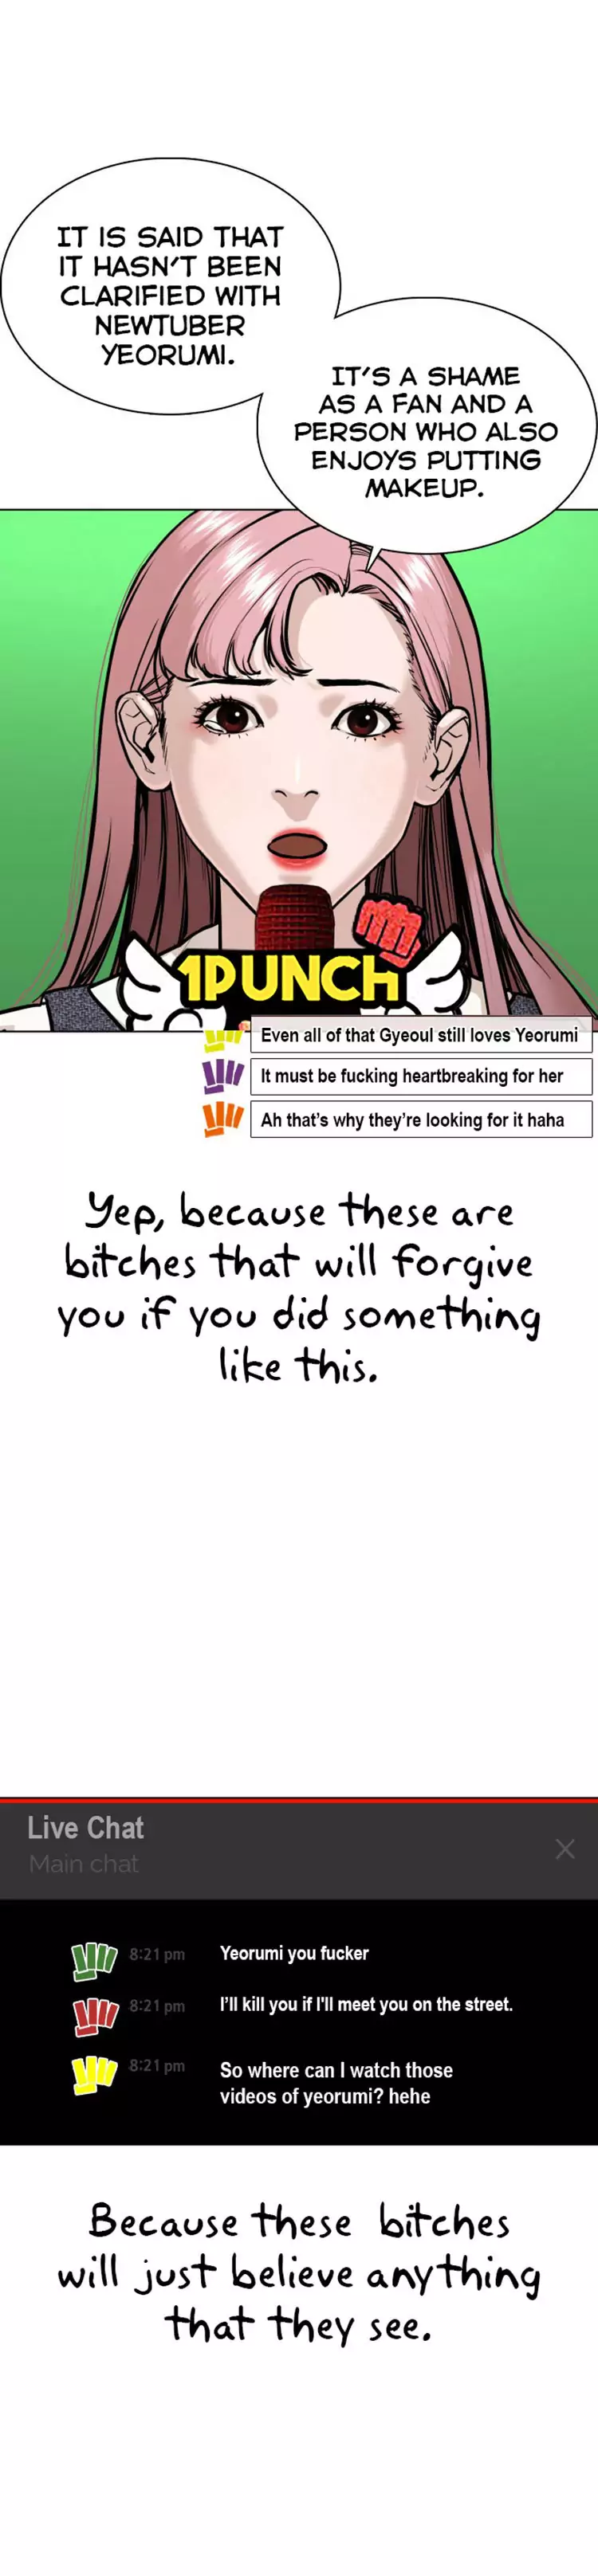 IT IS SAID THAT
IT HASN'T BEEN
CLARIFIED WITH
NEWTUBER
YEORUMI.
IT'S A SHAME
AS A FAN AND A
PERSON WHO ALSO
ENJOYS PUTTING
MAKEUP.
1PUNCH
Even all of that Gyeoul still loves Yeorumi
It must be fucking heartbreaking for her
Ah that's why they're looking for it haha
Yep, because these are
bitches that will forgive
you if you did something
like this.
Live Chat
Main chat
8:21 pm Yeorumi you fucker
8:21 pm I'll kill you if I'll meet you on the street.
8:21 pm So where can I watch those
videos of yeorumi? hehe
Because these bitches
will just believe anything
that they see.